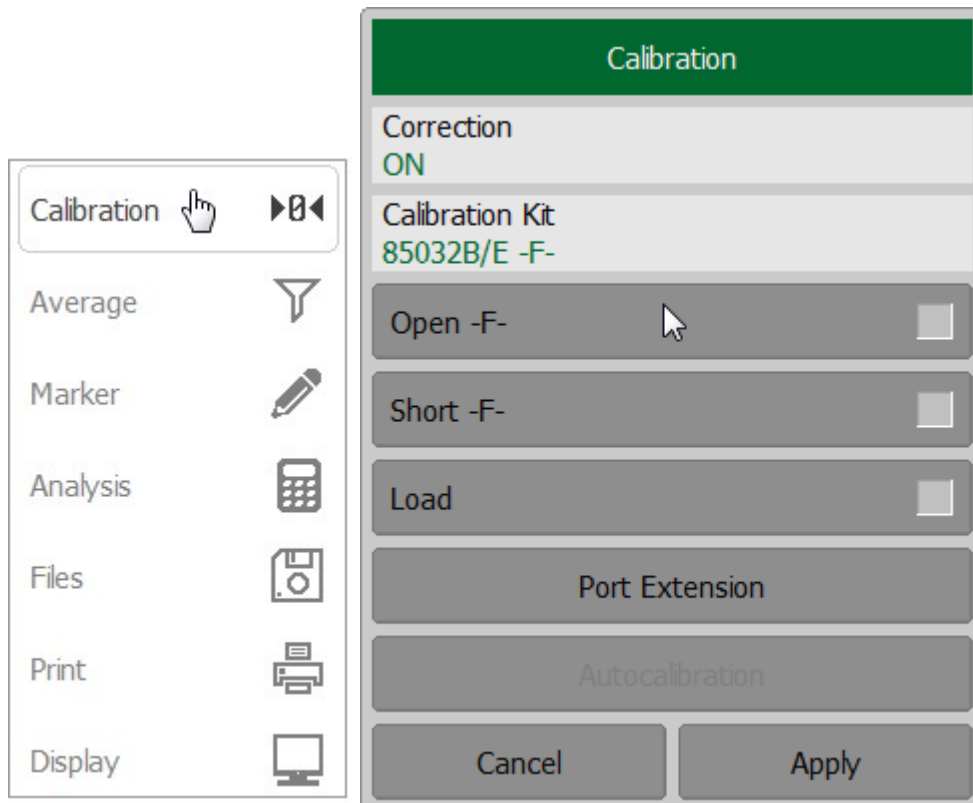 Calibration ▶0◀
Average
Marker
Analysis
Files
Print
Display
Calibration
Correction
ON
Calibration Kit
85032B/E -F-
Open -F-
Short -F-
Load
Port Extension
Autocalibration
Cancel
Apply